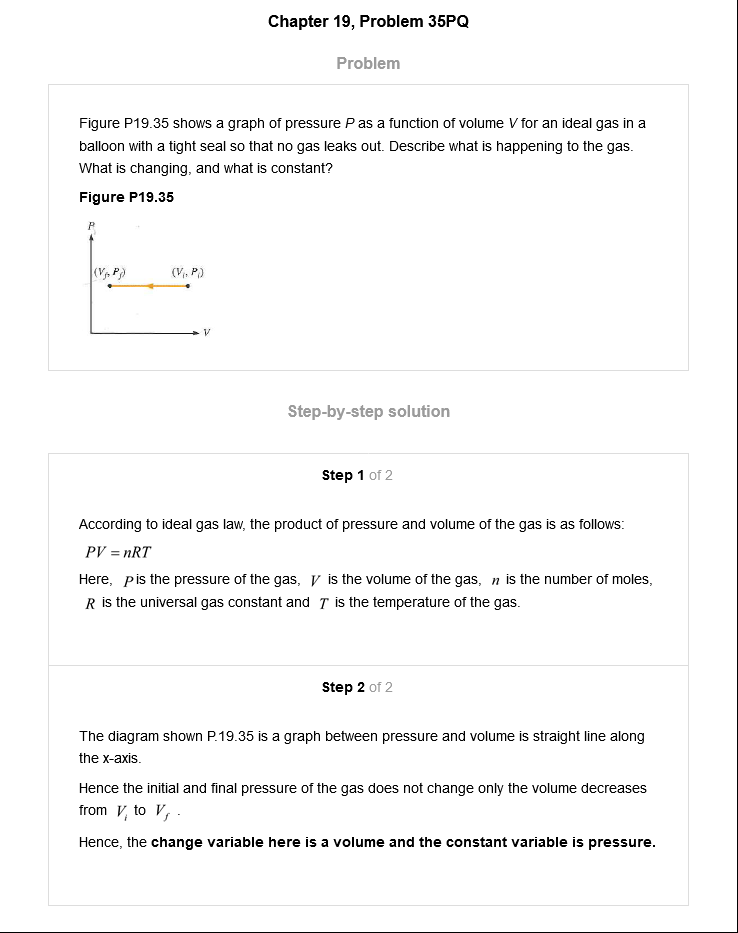 Chapter 19, Problem 35PQ
Problem
Figure P19.35 shows a graph of pressure P as a function of volume V for an ideal gas in a
balloon with a tight seal so that no gas leaks out. Describe what is happening to the gas.
What is changing, and what is constant?
Figure P19.35
P
(Vf, Pf) (Vi, Pi)
V
Step-by-step solution
Step 1 of 2
According to ideal gas law, the product of pressure and volume of the gas is as follows:
PV = nRT
Here, P is the pressure of the gas, V is the volume of the gas, n is the number of moles,
R is the universal gas constant and T is the temperature of the gas.
Step 2 of 2
The diagram shown P.19.35 is a graph between pressure and volume is straight line along
the x-axis.
Hence the initial and final pressure of the gas does not change only the volume decreases
from Vi to Vf .
Hence, the change variable here is a volume and the constant variable is pressure.